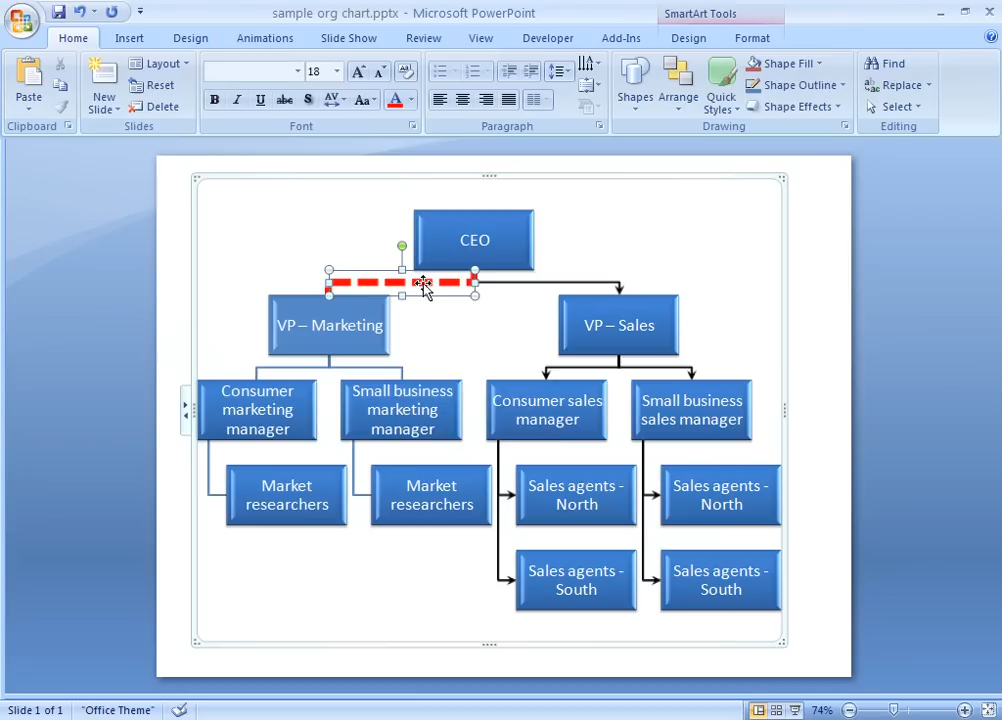 sample org chart.pptx - Microsoft PowerPoint
SmartArt Tools
Home Insert Design Animations Slide Show Review View Developer Add-Ins Design Format
Paste
New
Slide
Layout
Reset
Delete
18
A A
B I U abc S AV Aa A
Shapes
Arrange
Quick
Styles
Shape Fill
Shape Outline
Shape Effects
Find
Replace
Select
Clipboard Slides Font Paragraph Drawing Editing
CEO
VP – Marketing
VP – Sales
Consumer
marketing
manager
Small business
marketing
manager
Consumer sales
manager
Small business
sales manager
Market
researchers
Market
researchers
Sales agents -
North
Sales agents -
North
Sales agents -
South
Sales agents -
South
Slide 1 of 1
"Office Theme"
74%